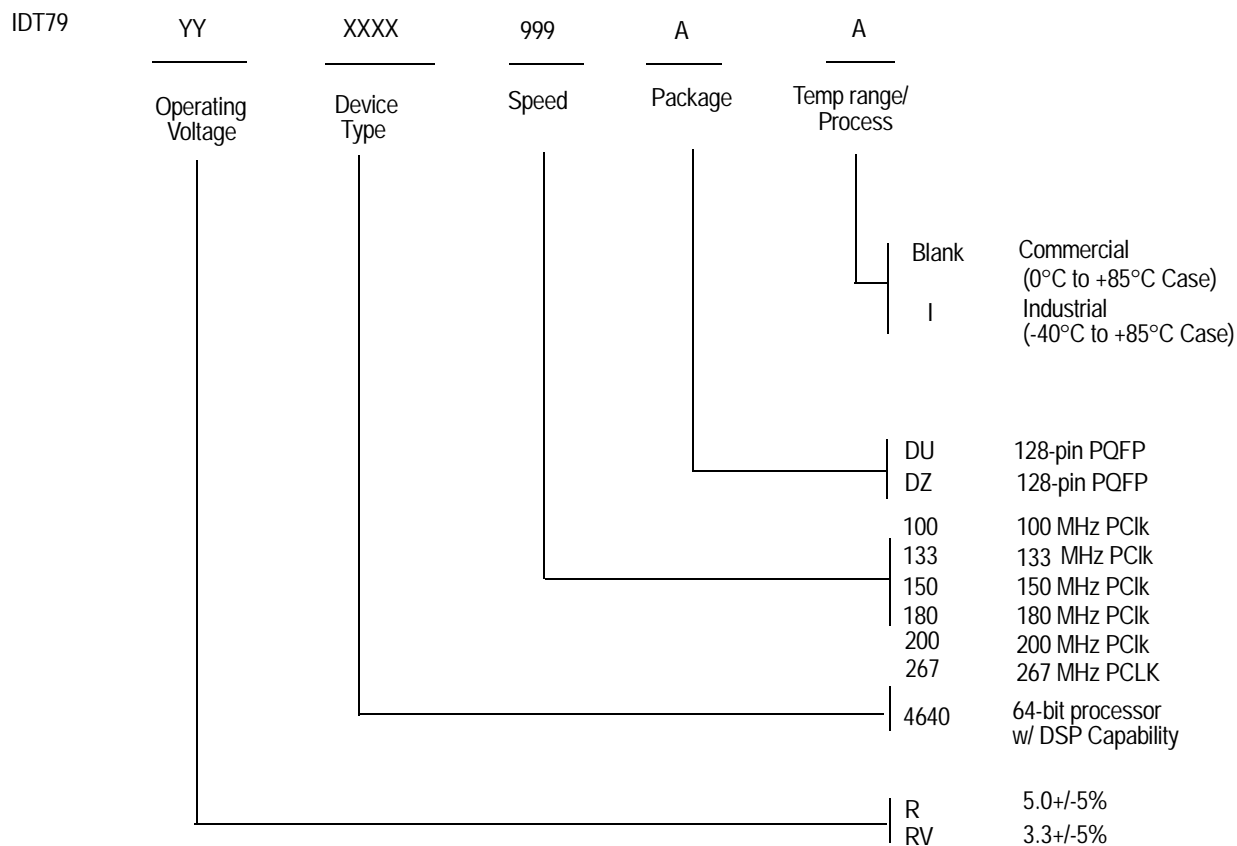 IDT79 YY XXXX 999 A A
Operating Voltage
Device Type
Speed
Package
Temp range/ Process
Blank Commercial
(0°C to +85°C Case)
I Industrial
(-40°C to +85°C Case)
DU 128-pin PQFP
DZ 128-pin PQFP
100 100 MHz PClk
133 133 MHz PClk
150 150 MHz PClk
180 180 MHz PClk
200 200 MHz PClk
267 267 MHz PCLK
4640 64-bit processor
w/ DSP Capability
R 5.0+/-5%
RV 3.3+/-5%